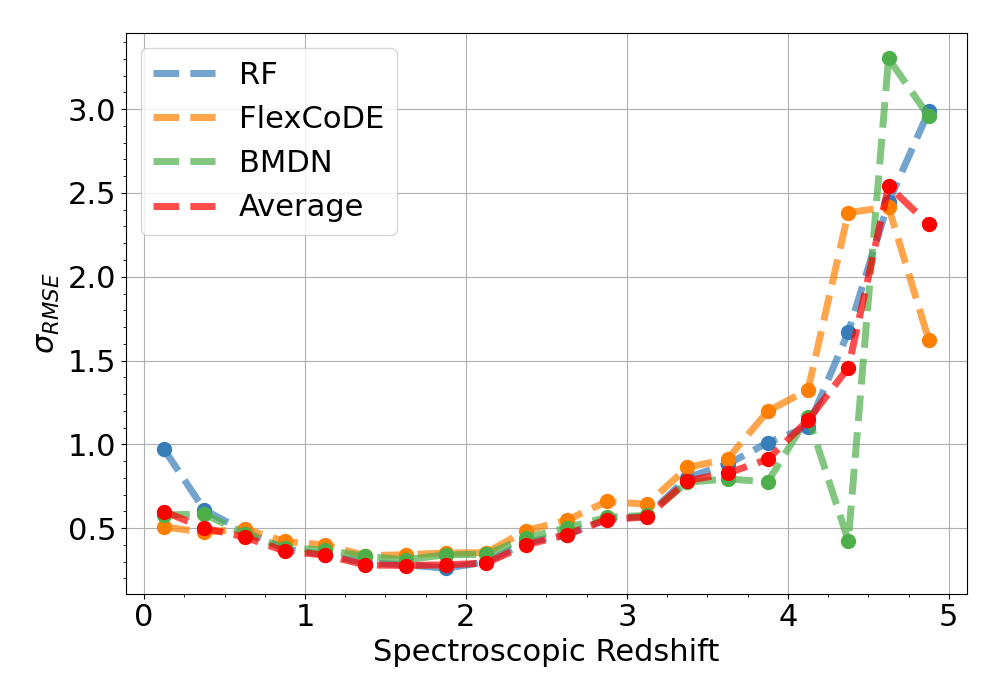 RF
FlexCoDE
BMDN
Average
3.0
2.5
2.0
1.5
1.0
0.5
σ_RMSE
0 1 2 3 4 5
Spectroscopic Redshift